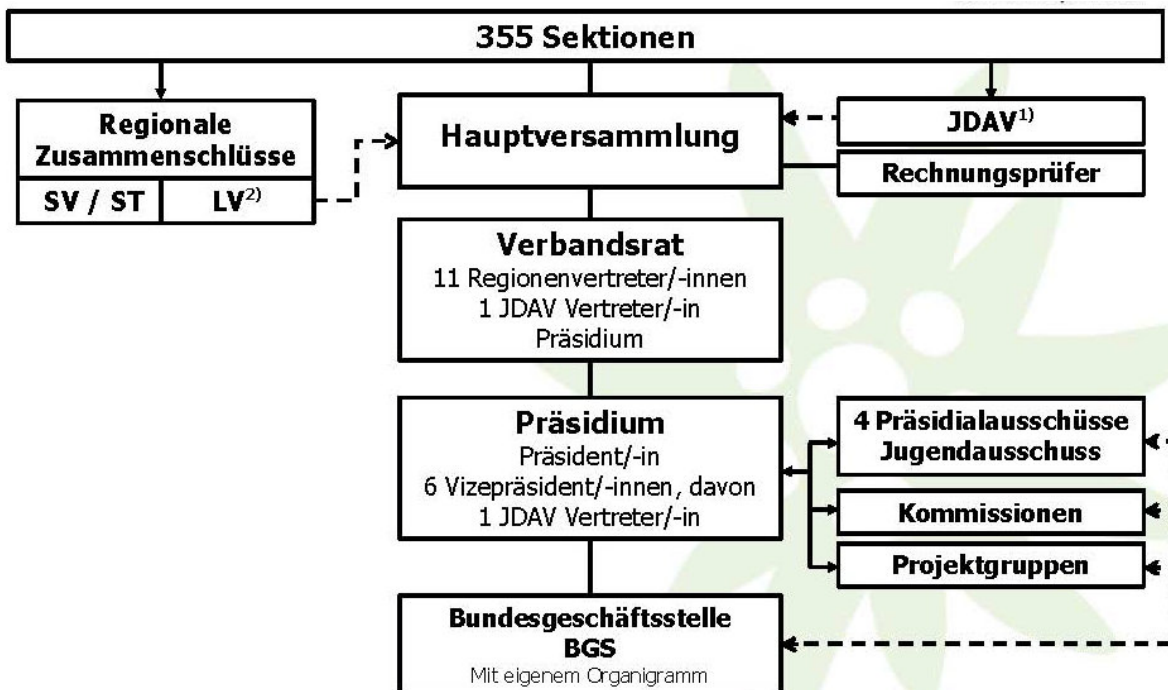 355 Sektionen
Regionale
Zusammenschlüsse
SV / ST
LV2)
Hauptversammlung
JDAV1)
Rechnungsprüfer
Verbandsrat
11 Regionenvertreter/-innen
1 JDAV Vertreter/-in
Präsidium
Präsidium
Präsident/-in
6 Vizepräsident/-innen, davon
1 JDAV Vertreter/-in
4 Präsidialausschüsse
Jugendausschuss
Kommissionen
Projektgruppen
Bundesgeschäftsstelle
BGS
Mit eigenem Organigramm